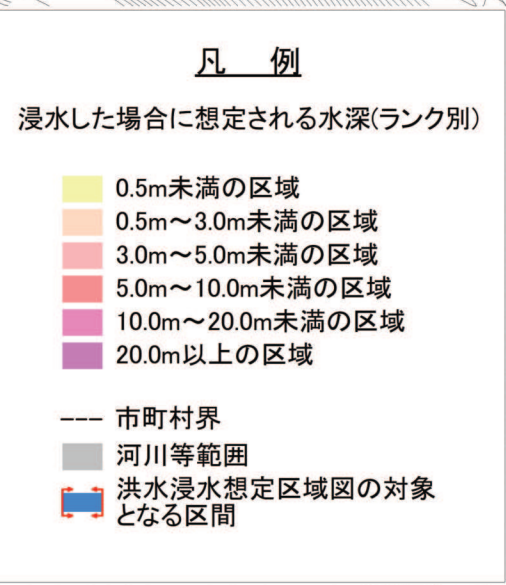 凡　例
浸水した場合に想定される水深(ランク別)
0.5m未満の区域
0.5m～3.0m未満の区域
3.0m～5.0m未満の区域
5.0m～10.0m未満の区域
10.0m～20.0m未満の区域
20.0m以上の区域
市町村界
河川等範囲
洪水浸水想定区域図の対象
となる区間